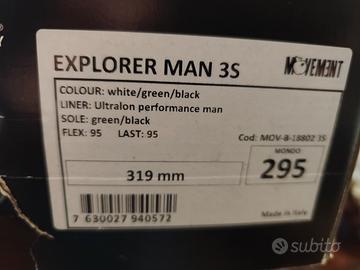 EXPLORER MAN 3S
MOVEMENT
COLOUR: white/green/black
LINER: Ultralon performance man
SOLE: green/black
FLEX: 95 LAST: 95
Cod: MOV-B-18802 3S
MONDO
295
319 mm
7 630027 940572
Made in Italy
subito